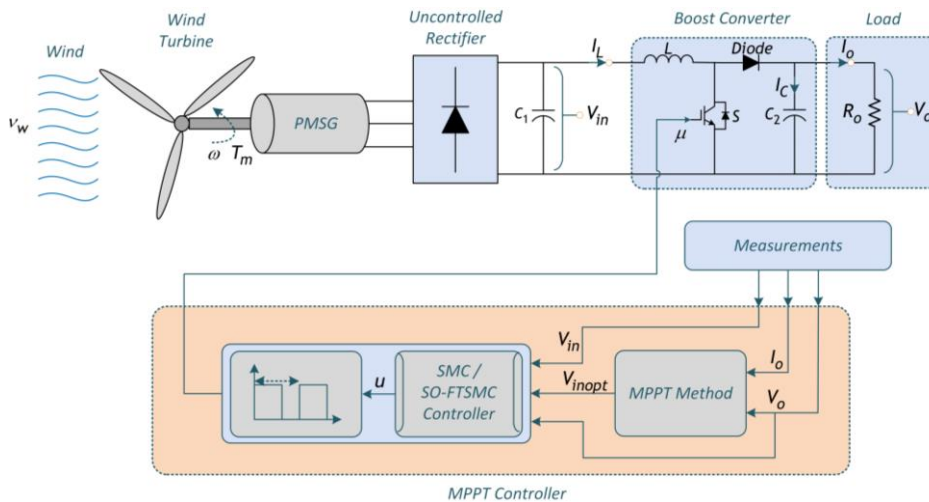 Wind
Wind
Turbine
Uncontrolled
Rectifier
Boost Converter
Load
ν_w
ω
T_m
PMSG
C_1
V_in
I_L
L
Diode
I_C
C_2
μ
S
I_o
R_o
V_o
Measurements
V_in
I_o
V_inopt
V_o
u
SMC /
SO-FTSMC
Controller
MPPT Method
MPPT Controller